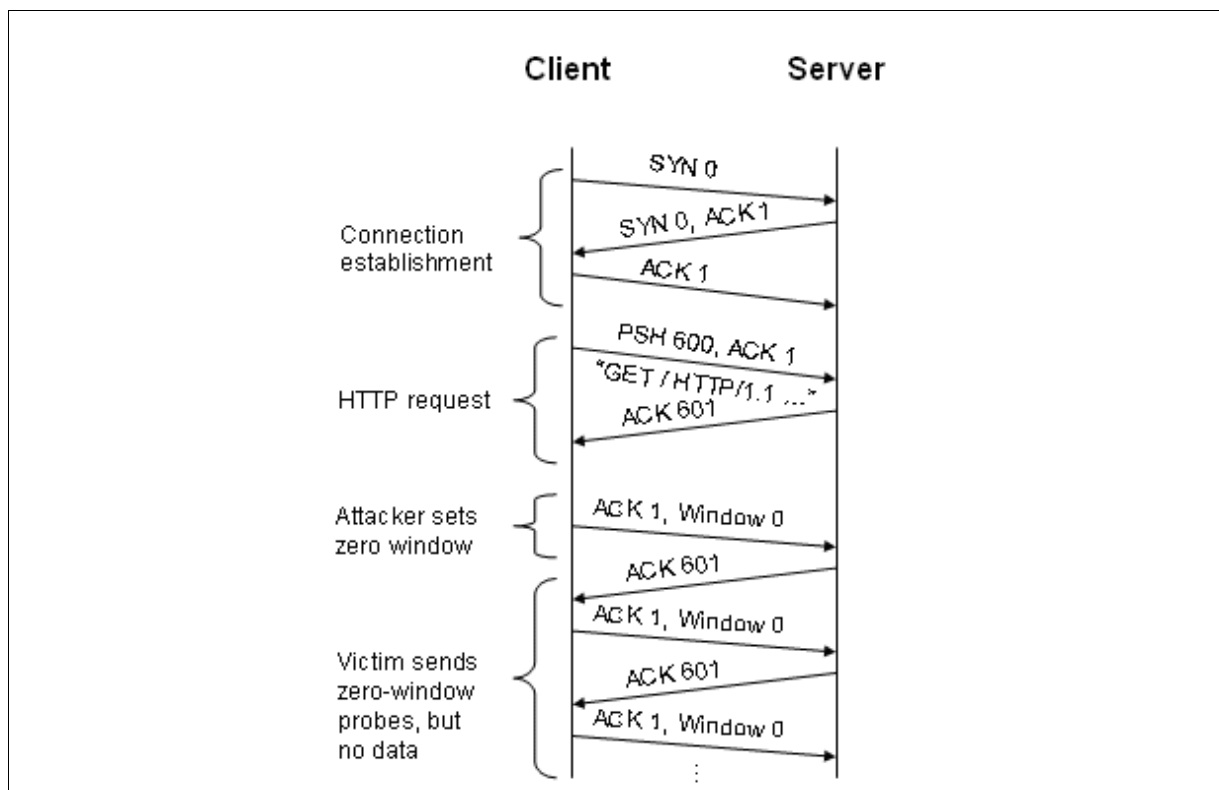 Client Server
SYN 0
SYN 0, ACK 1
Connection
establishment
ACK 1
PSH 600, ACK 1
"GET / HTTP/1.1 ..."
HTTP request
ACK 601
Attacker sets
zero window
ACK 1, Window 0
ACK 601
ACK 1, Window 0
Victim sends
zero-window
probes, but
no data
ACK 601
ACK 1, Window 0
⋮